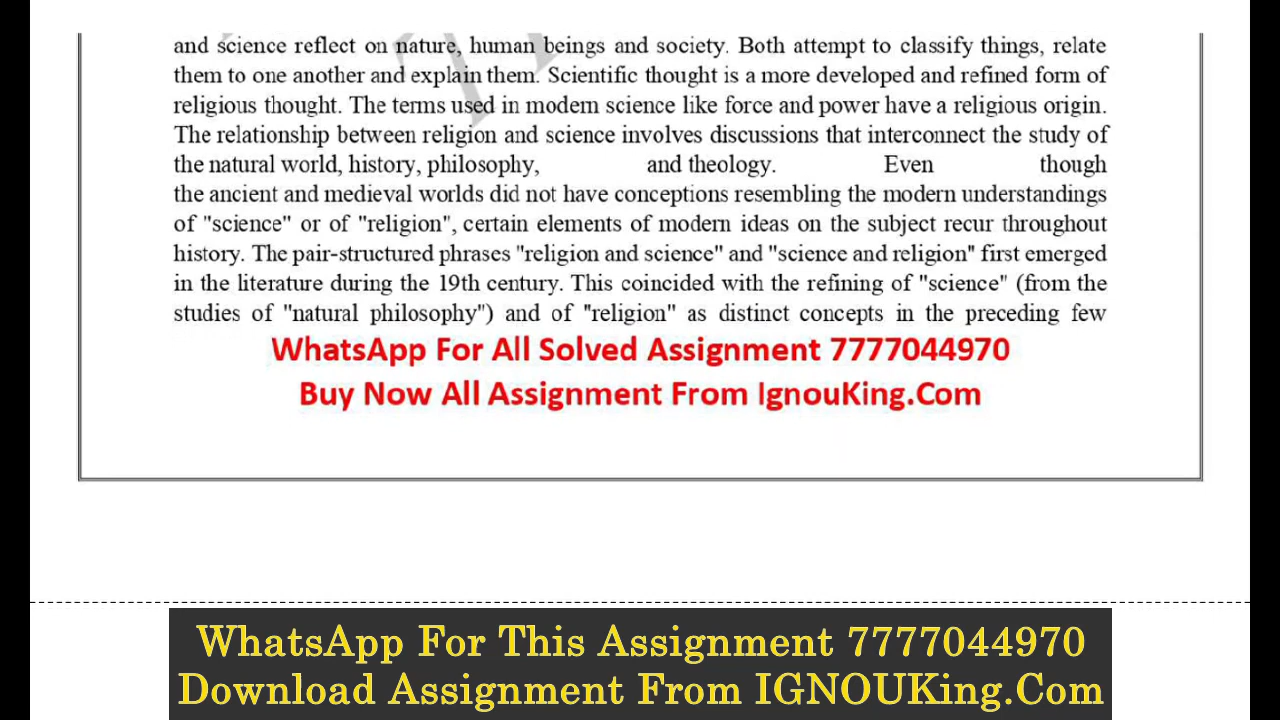 and science reflect on nature, human beings and society. Both attempt to classify things, relate
them to one another and explain them. Scientific thought is a more developed and refined form of
religious thought. The terms used in modern science like force and power have a religious origin.
The relationship between religion and science involves discussions that interconnect the study of
the natural world, history, philosophy, and theology. Even though
the ancient and medieval worlds did not have conceptions resembling the modern understandings
of "science" or of "religion", certain elements of modern ideas on the subject recur throughout
history. The pair-structured phrases "religion and science" and "science and religion" first emerged
in the literature during the 19th century. This coincided with the refining of "science" (from the
studies of "natural philosophy") and of "religion" as distinct concepts in the preceding few
WhatsApp For All Solved Assignment 7777044970
Buy Now All Assignment From IgnouKing.Com
WhatsApp For This Assignment 7777044970
Download Assignment From IGNOUKing.Com